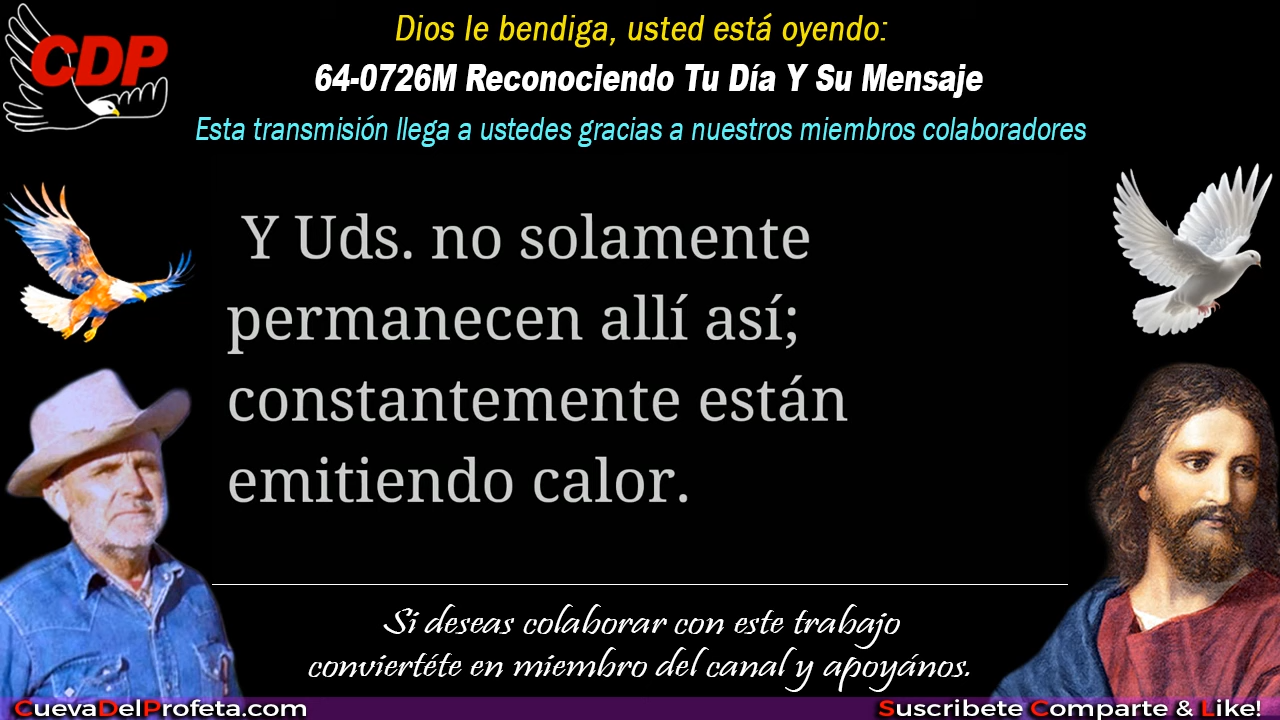 CDP
Dios le bendiga, usted está oyendo:
64-0726M Reconociendo Tu Día Y Su Mensaje
Esta transmisión llega a ustedes gracias a nuestros miembros colaboradores
Y Uds. no solamente
permanecen allí así;
constantemente están
emitiendo calor.
Si deseas colaborar con este trabajo
conviertéte en miembro del canal y apoyános.
CuevaDelProfeta.com
Suscribete Comparte & Like!